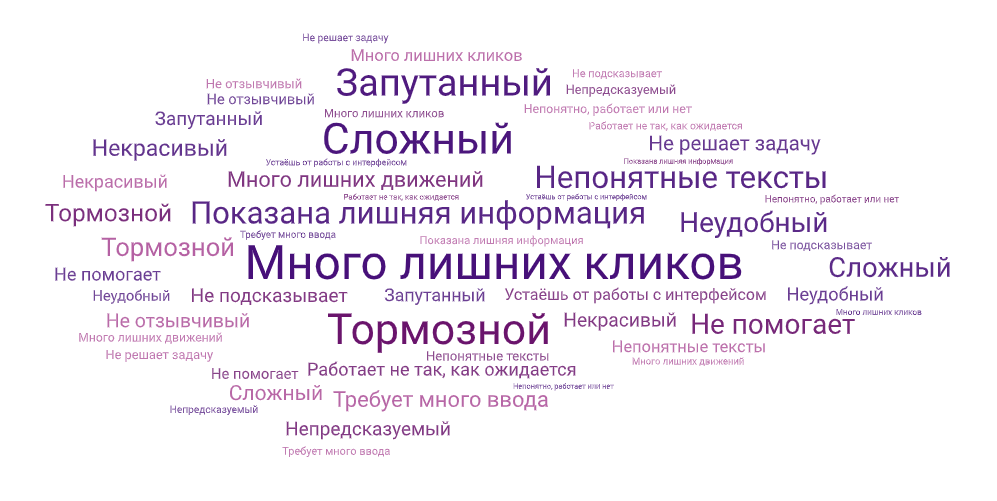 Не решает задачу
Много лишних кликов
Запутанный
Не подсказывает
Не отзывчивый
Непредсказуемый
Не отзывчивый
Непонятно, работает или нет
Много лишних кликов
Запутанный
Работает не так, как ожидается
Сложный
Не решает задачу
Некрасивый
Устаёшь от работы с интерфейсом
Показана лишняя информация
Непонятные тексты
Некрасивый
Много лишних движений
Работает не так, как ожидается
Устаёшь от работы с интерфейсом
Непонятно, работает или нет
Тормозной
Показана лишняя информация
Неудобный
Требует много ввода
Показана лишняя информация
Тормозной
Не подсказывает
Много лишних кликов
Сложный
Не помогает
Неудобный
Не подсказывает
Запутанный
Устаёшь от работы с интерфейсом
Неудобный
Много лишних кликов
Не отзывчивый
Тормозной
Некрасивый
Не помогает
Много лишних движений
Непонятные тексты
Не решает задачу
Непонятные тексты
Много лишних движений
Не помогает
Работает не так, как ожидается
Непонятно, работает или нет
Сложный
Требует много ввода
Непредсказуемый
Непредсказуемый
Требует много ввода